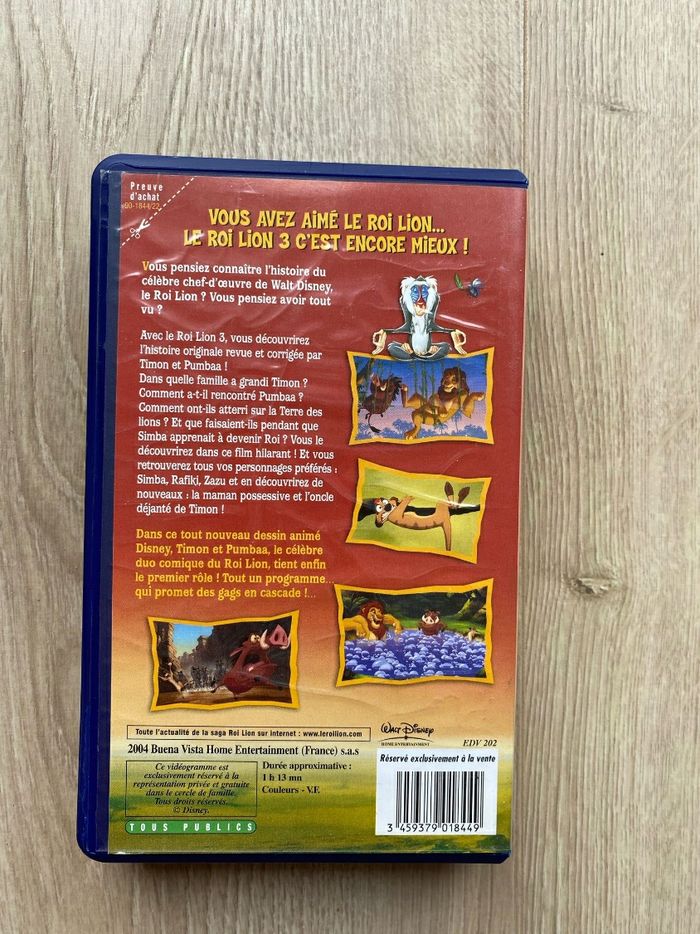 Preuve
d'achat
VOUS AVEZ AIMÉ LE ROI LION...
LE ROI LION 3 C'EST ENCORE MIEUX !
Vous pensiez connaître l'histoire du
célèbre chef-d'œuvre de Walt Disney,
le Roi Lion ? Vous pensiez avoir tout
vu ?
Avec le Roi Lion 3, vous découvrirez
l'histoire originale revue et corrigée par
Timon et Pumbaa !
Dans quelle famille a grandi Timon ?
Comment a-t-il rencontré Pumbaa ?
Comment ont-ils atterri sur la Terre des
lions ? Et que faisaient-ils pendant que
Simba apprenait à devenir Roi ? Vous le
découvrirez dans ce film hilarant ! Et vous
retrouverez tous vos personnages préférés :
Simba, Rafiki, Zazu et en découvrirez de
nouveaux : la maman possessive et l'oncle
déjanté de Timon !
Dans ce tout nouveau dessin animé
Disney, Timon et Pumbaa, le célèbre
duo comique du Roi Lion, tient enfin
le premier rôle ! Tout un programme...
qui promet des gags en cascade !...
Toute l'actualité de la saga Roi Lion sur internet : www.leroilion.com
2004 Buena Vista Home Entertainment (France) s.a.s
Ce vidéogramme est
exclusivement réservé à la
représentation privée et gratuite
dans le cercle de famille.
Tous droits réservés.
© Disney.
TOUS PUBLICS
Durée approximative :
1 h 13 mn
Couleurs - V.F.
Walt Disney
HOME ENTERTAINMENT
EDV 202
Réservé exclusivement à la vente
3 459379 018449